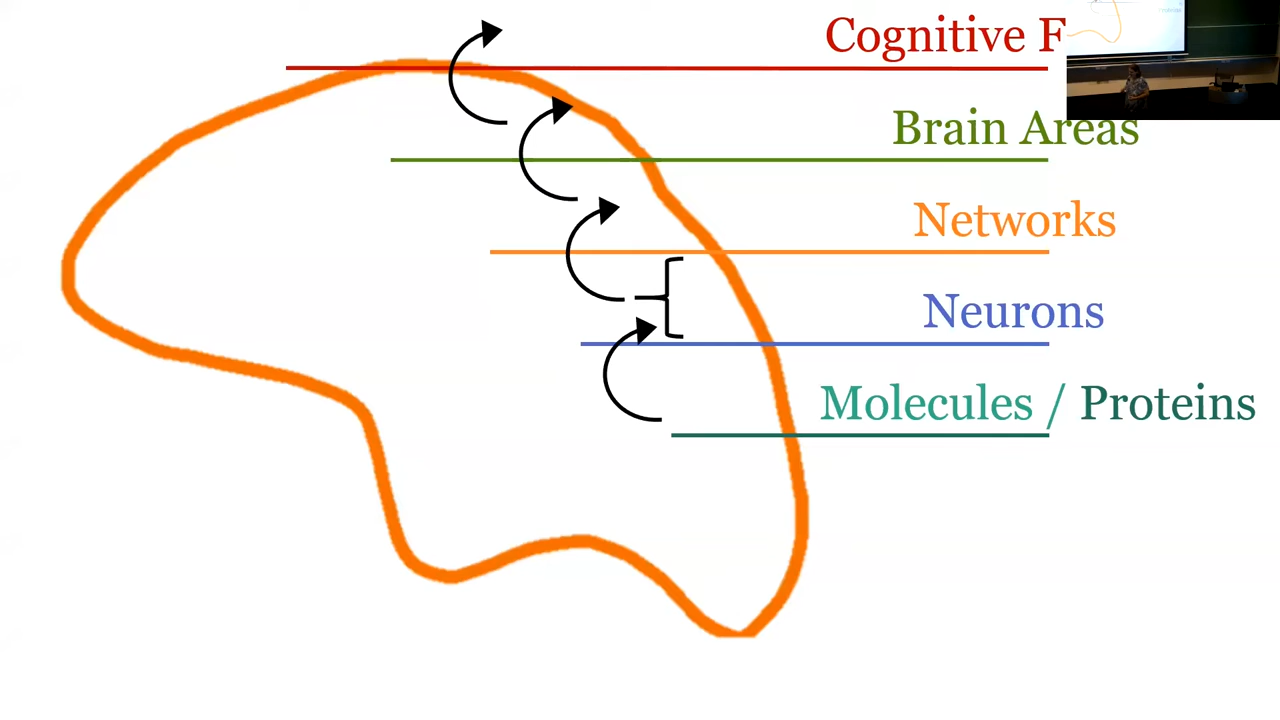 Cognitive F
Brain Areas
Networks
Neurons
Molecules / Proteins